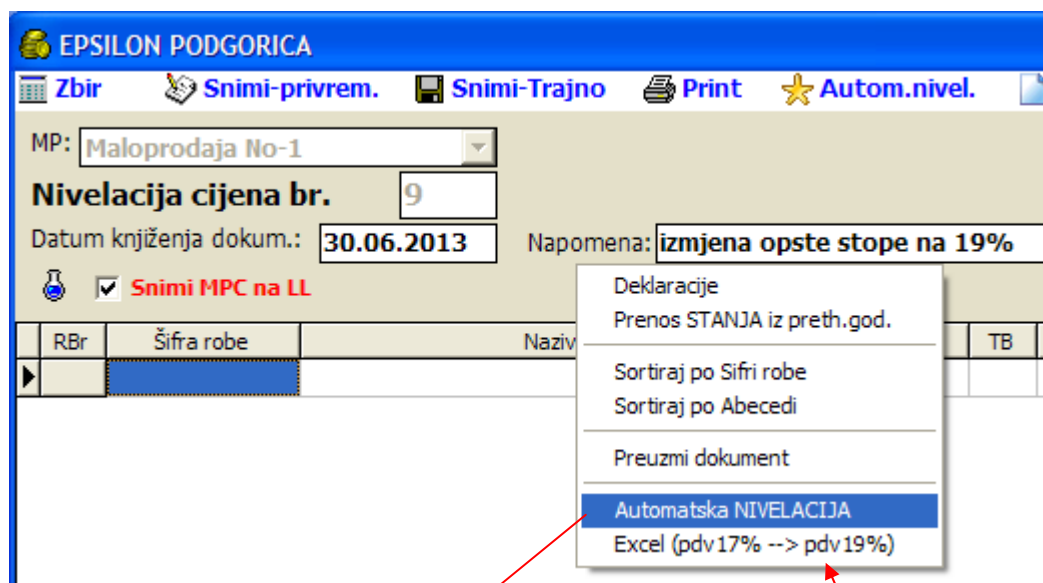 EPSILON PODGORICA
Zbir Snimi-privrem. Snimi-Trajno Print Autom.nivel.
MP: Maloprodaja No-1
Nivelacija cijena br. 9
Datum knjiženja dokum.: 30.06.2013 Napomena: izmjena opste stope na 19%
Snimi MPC na LL
RBr Šifra robe Naziv TB
Deklaracije
Prenos STANJA iz preth.god.
Sortiraj po Sifri robe
Sortiraj po Abecedi
Preuzmi dokument
Automatska NIVELACIJA
Excel (pdv17% --> pdv19%)